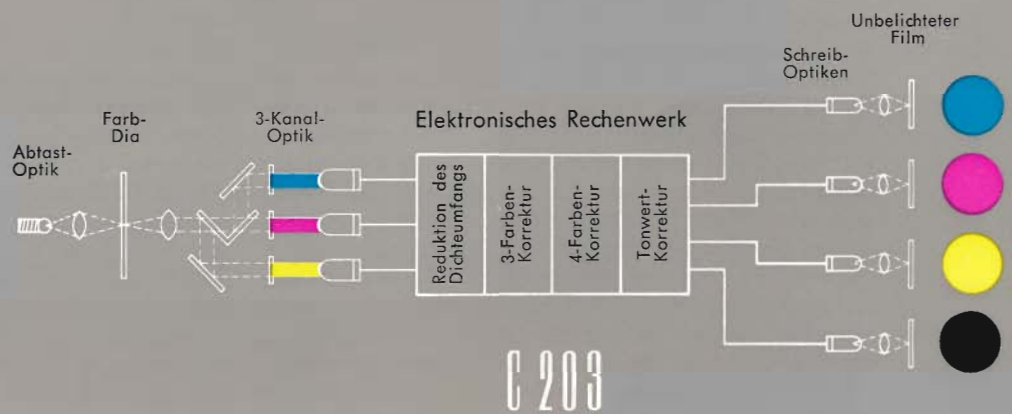 Abtast-
Optik
Farb-
Dia
3-Kanal-
Optik
Elektronisches Rechenwerk
Reduktion des
Dichteumfangs
3-Farben-
Korrektur
4-Farben-
Korrektur
Tonwert-
Korrektur
Schreib-
Optiken
Unbelichteter
Film
C 203